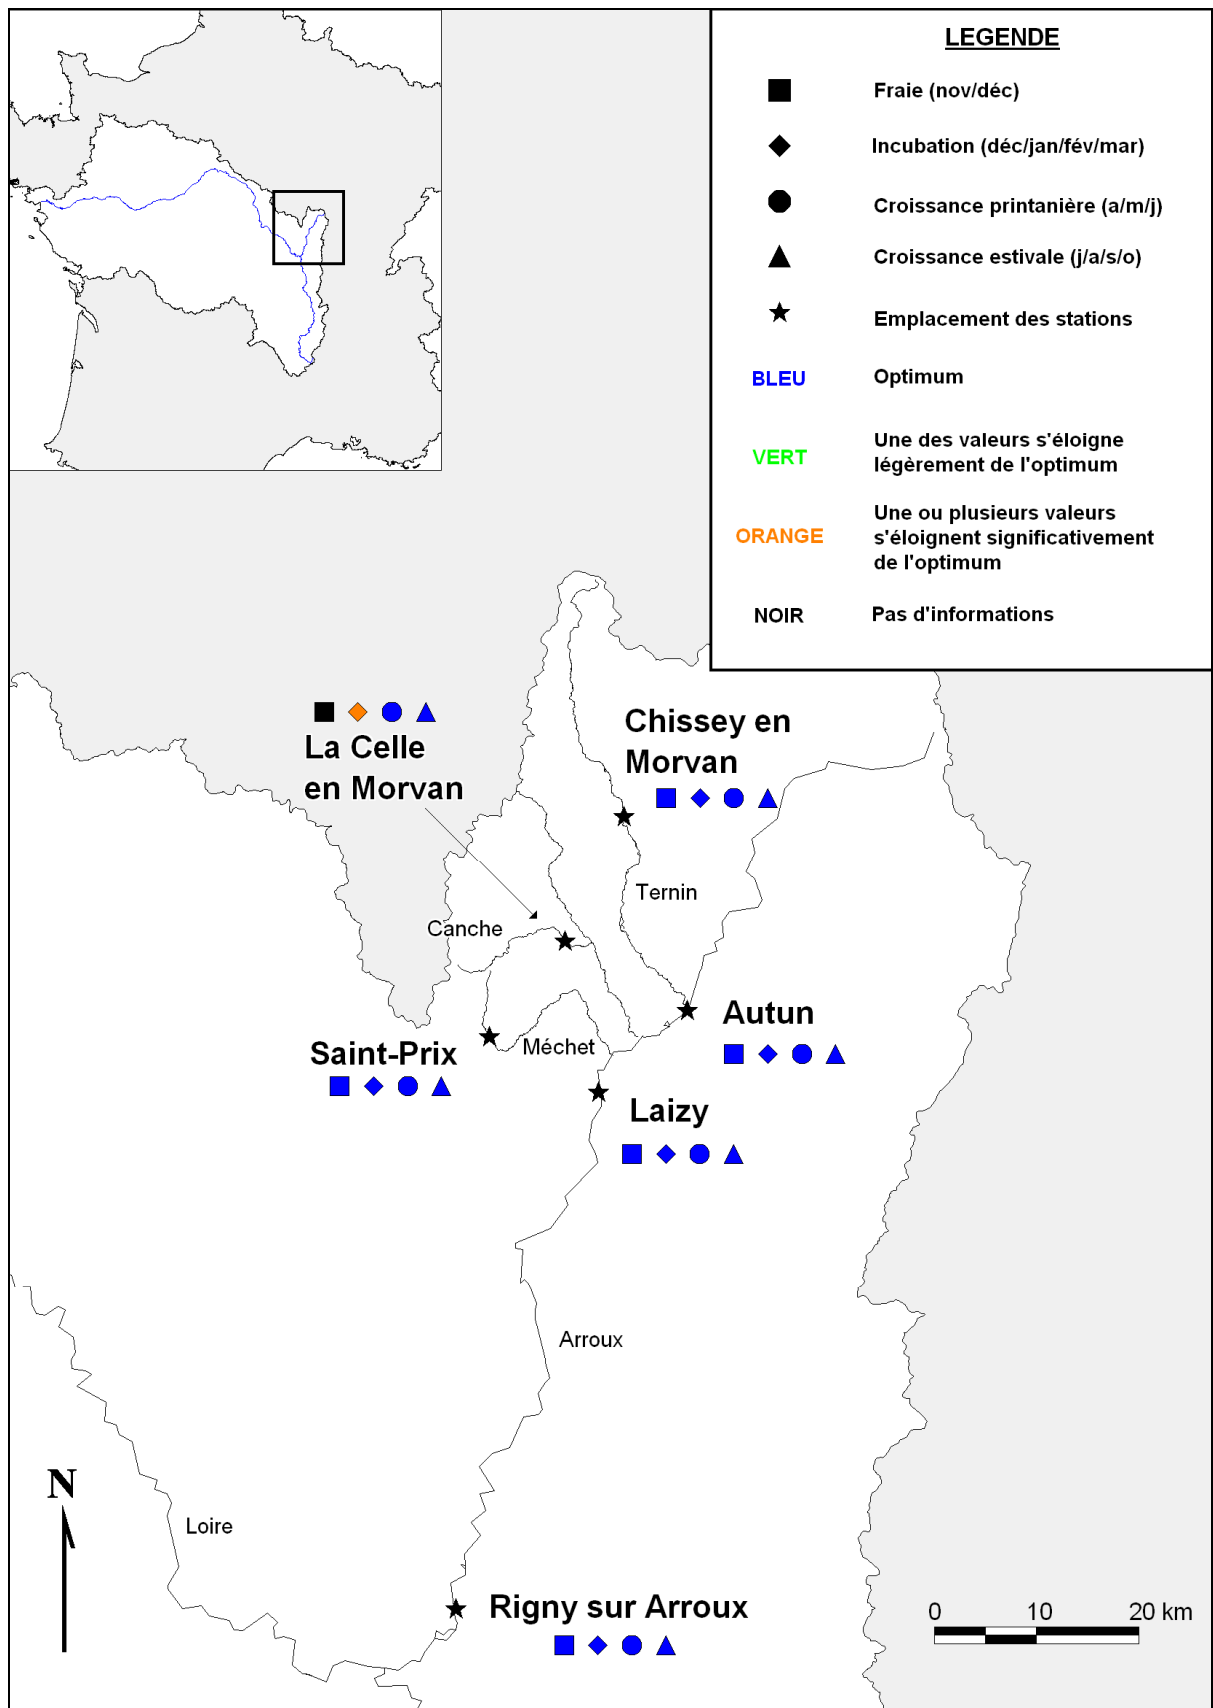 LEGENDE
Fraie (nov/déc)
Incubation (déc/jan/fév/mar)
Croissance printanière (a/m/j)
Croissance estivale (j/a/s/o)
Emplacement des stations
BLEU Optimum
VERT Une des valeurs s'éloigne
légèrement de l'optimum
ORANGE Une ou plusieurs valeurs
s'éloignent significativement
de l'optimum
NOIR Pas d'informations
La Celle
en Morvan
Chissey en
Morvan
Ternin
Canche
Autun
Saint-Prix
Méchet
Laizy
Arroux
N
Loire
Rigny sur Arroux
0 10 20 km